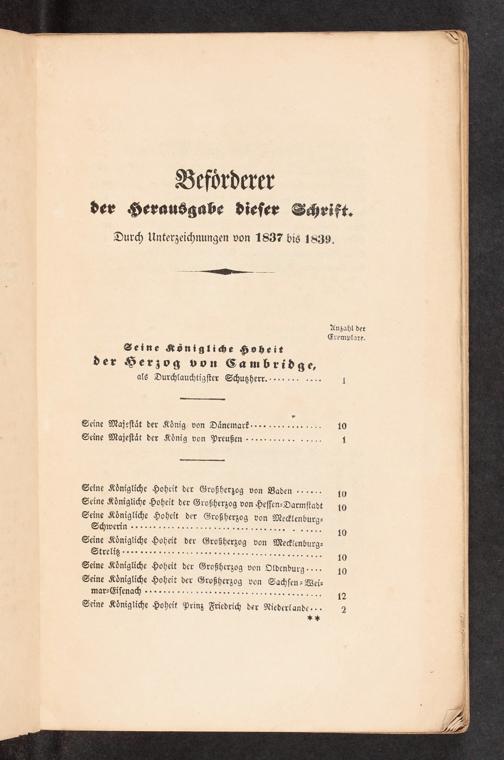 Beförderer
der Herausgabe dieser Schrift.
Durch Unterzeichnungen von 1837 bis 1839.
Anzahl der
Exemplare.
Seine Königliche Hoheit
der Herzog von Cambridge,
als Durchlauchtigster Schutzherr. ....... .... 1
Seine Majestät der König von Dänemark ............... 10
Seine Majestät der König von Preußen ........... ..... 1
Seine Königliche Hoheit der Großherzog von Baden ...... 10
Seine Königliche Hoheit der Großherzog von Hessen-Darmstadt 10
Seine Königliche Hoheit der Großherzog von Mecklenburg-
Schwerin .................................... 10
Seine Königliche Hoheit der Großherzog von Mecklenburg-
Strelitz ...................................... 10
Seine Königliche Hoheit der Großherzog von Oldenburg .... 10
Seine Königliche Hoheit der Großherzog von Sachsen-Wei-
mar-Eisenach .................................. 12
Seine Königliche Hoheit Prinz Friedrich der Niederlande ... 2
**